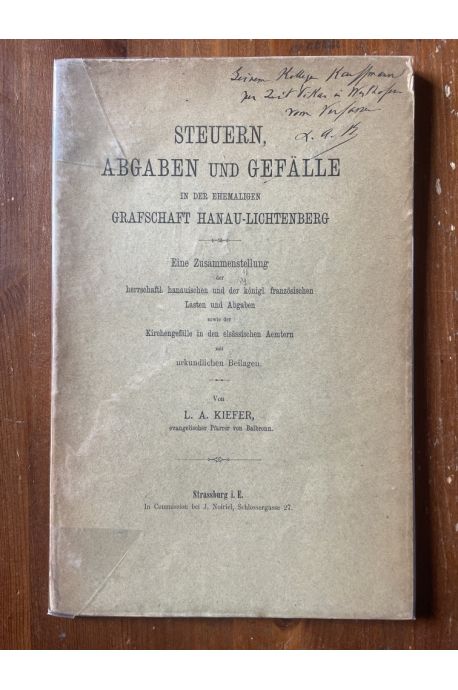 Seinem Kollegen Kauffmann
zur Zeit Vikar in
vom Verfasser
L. A. K
STEUERN,
ABGABEN UND GEFÄLLE
IN DER EHEMALIGEN
GRAFSCHAFT HANAU-LICHTENBERG
Eine Zusammenstellung
der
herrschaftl. hanauischen und der königl. französischen
Lasten und Abgaben
sowie der
Kirchengefälle in den elsässischen Aemtern
mit
urkundlichen Beilagen.
Von
L. A. KIEFER,
evangelischer Pfarrer von Balbronn.
Strassburg i. E.
In Commission bei J. Noiriel, Schlossergasse 27.